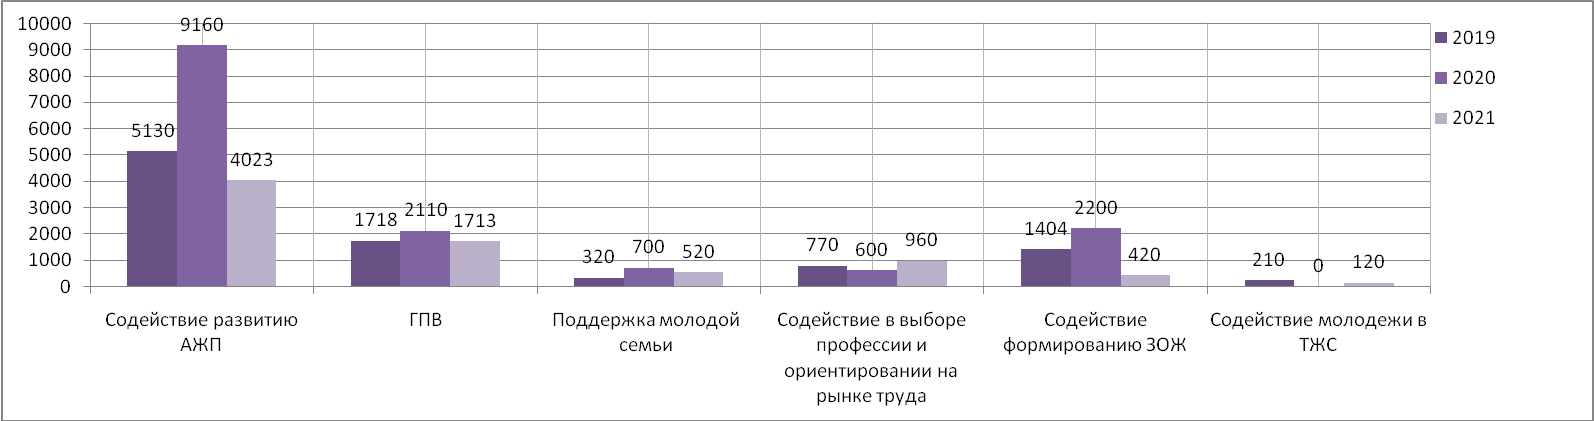 10000
9000
8000
7000
6000
5000
4000
3000
2000
1000
0
5130
9160
4023
1718
2110
1713
320
700
520
770
600
960
1404
2200
420
210
0
120
Содействие развитию
АЖП
ГПВ
Поддержка молодой
семьи
Содействие в выборе
профессии и
ориентировании на
рынке труда
Содействие
формированию ЗОЖ
Содействие молодежи в
ТЖС
2019
2020
2021